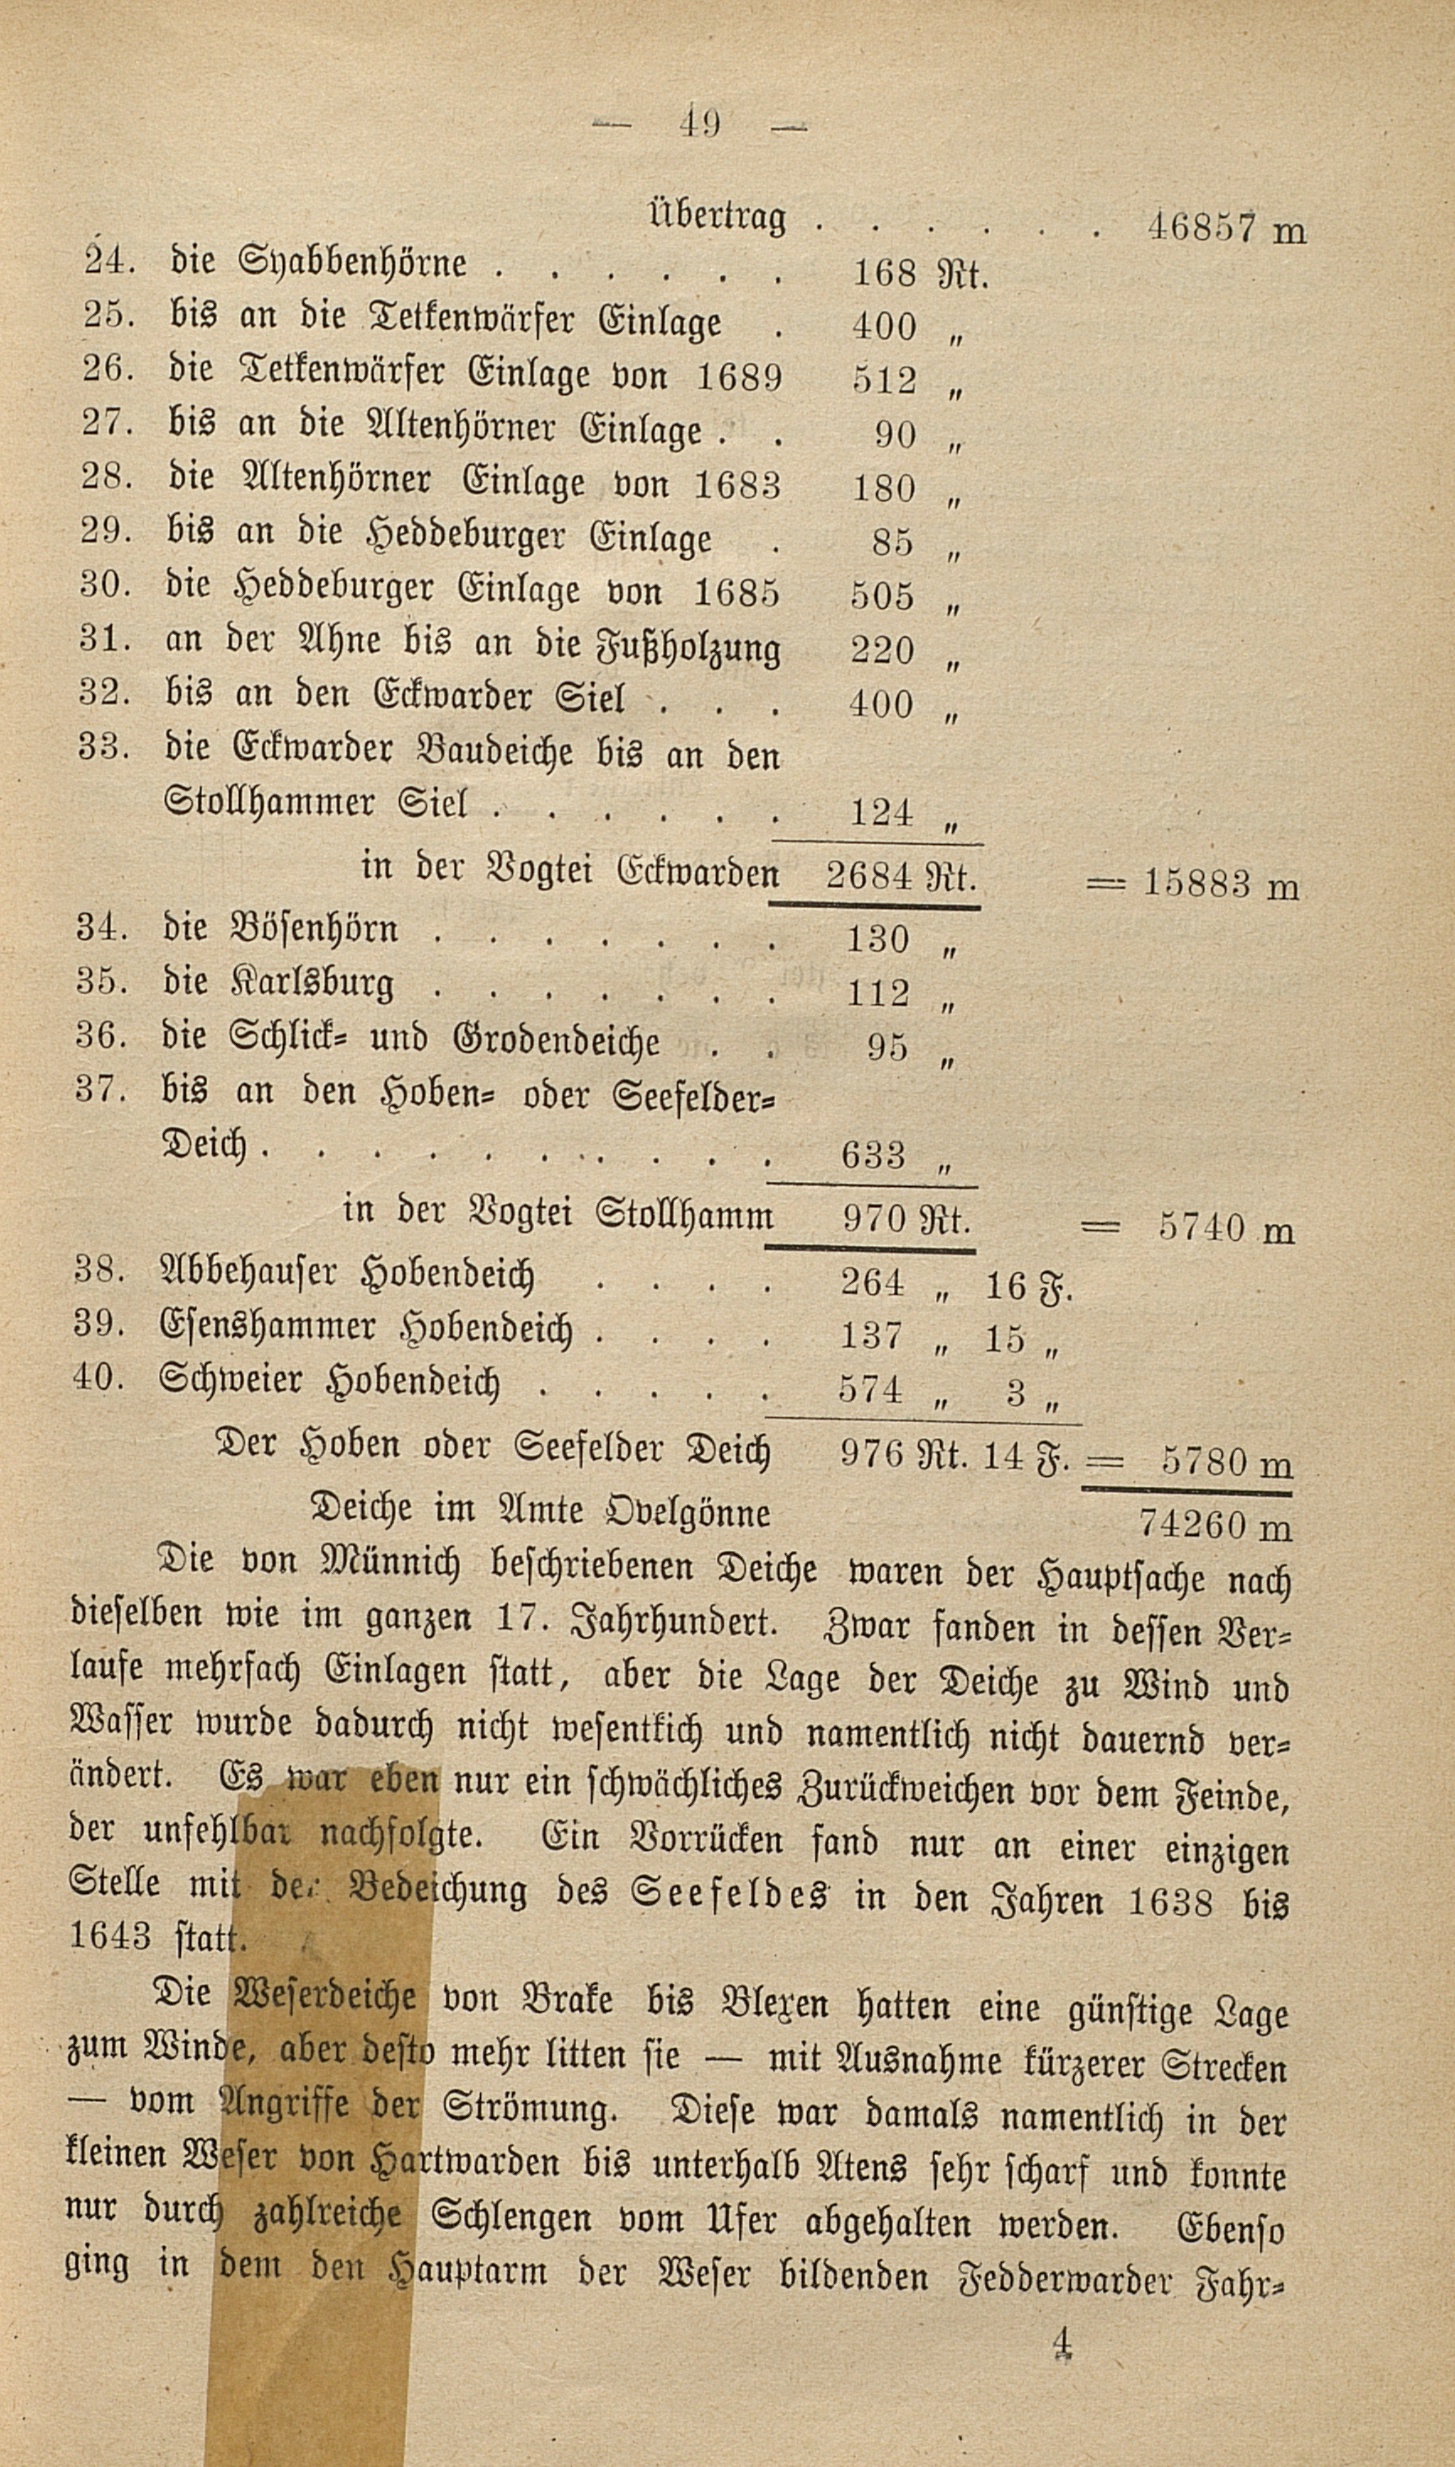 — 49 —
Übertrag . . . . . . 46857 m
24. die Syabbenhörne . . . . . . 168 Rt.
25. bis an die Tetkenwärfer Einlage . 400 „
26. die Tetkenwärfer Einlage von 1689 512 „
27. bis an die Altenhörner Einlage . . 90 „
28. die Altenhörner Einlage von 1683 180 „
29. bis an die Heddeburger Einlage . 85 „
30. die Heddeburger Einlage von 1685 505 „
31. an der Ahne bis an die Fußholzung 220 „
32. bis an den Eckwarder Siel . . . 400 „
33. die Eckwarder Baudeiche bis an den
Stollhammer Siel . . . . . . 124 „
in der Vogtei Eckwarden 2684 Rt. = 15883 m
34. die Bösenhörn . . . . . . . 130 „
35. die Karlsburg . . . . . . . 112 „
36. die Schlick= und Grodendeiche . . 95 „
37. bis an den Hoben= oder Seefelder=
Deich . . . . . . . . . . 633 „
in der Vogtei Stollhamm 970 Rt. = 5740 m
38. Abbehauser Hobendeich . . . . 264 „ 16 F.
39. Esenshammer Hobendeich . . . . 137 „ 15 „
40. Schweier Hobendeich . . . . . 574 „ 3 „
Der Hoben oder Seefelder Deich 976 Rt. 14 F. = 5780 m
Deiche im Amte Ovelgönne 74260 m
Die von Münnich beschriebenen Deiche waren der Hauptsache nach
dieselben wie im ganzen 17. Jahrhundert. Zwar fanden in dessen Ver=
laufe mehrfach Einlagen statt, aber die Lage der Deiche zu Wind und
Wasser wurde dadurch nicht wesentkich und namentlich nicht dauernd ver=
ändert. Es war eben nur ein schwächliches Zurückweichen vor dem Feinde,
der unfehlbar nachfolgte. Ein Vorrücken fand nur an einer einzigen
Stelle mit der Bedeichung des Seefeldes in den Jahren 1638 bis
1643 statt.
Die Weserdeiche von Brake bis Blexen hatten eine günstige Lage
zum Winde, aber desto mehr litten sie — mit Ausnahme kürzerer Strecken
— vom Angriffe der Strömung. Diese war damals namentlich in der
kleinen Weser von Hartwarden bis unterhalb Atens sehr scharf und konnte
nur durch zahlreiche Schlengen vom Ufer abgehalten werden. Ebenso
ging in dem den Hauptarm der Weser bildenden Fedderwarder Fahr=
4